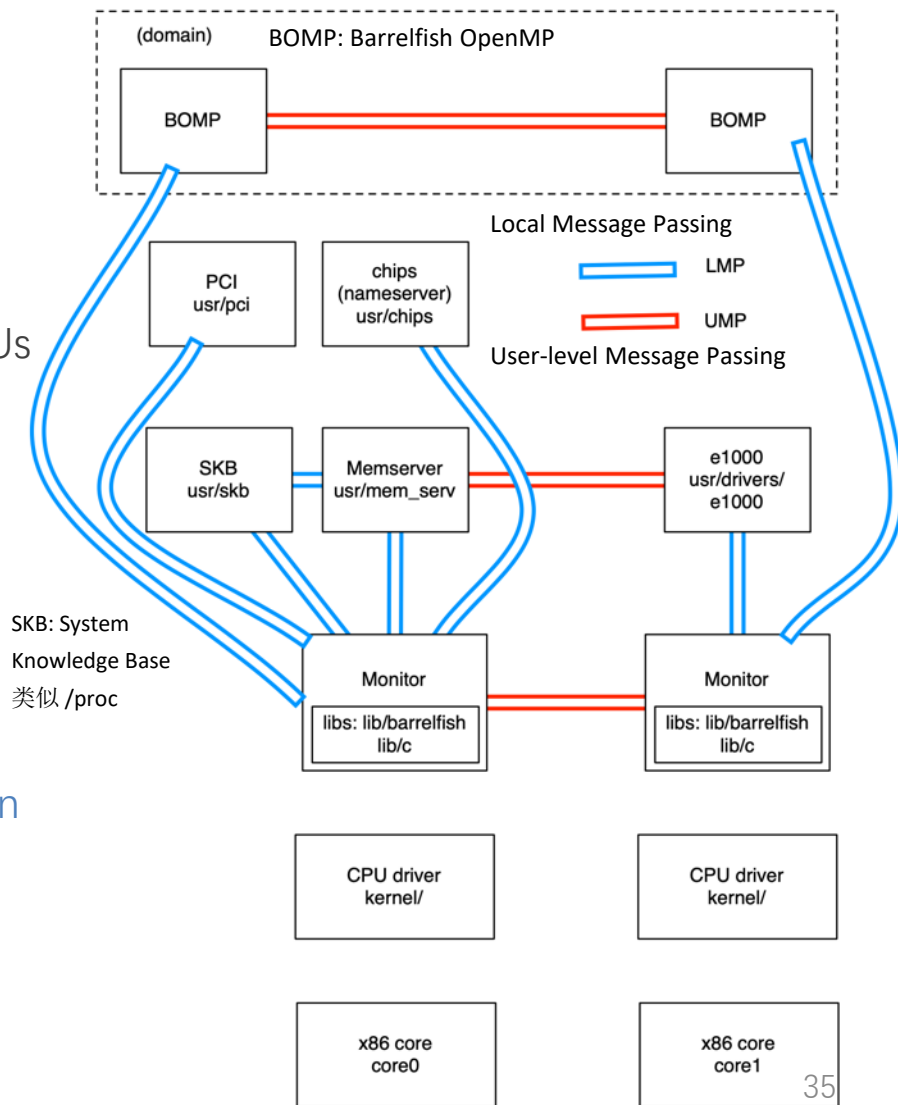 (domain)
BOMP: Barrelfish OpenMP
BOMP
BOMP
Local Message Passing
LMP
UMP
User-level Message Passing
PCI
usr/pci
chips
(nameserver)
usr/chips
Us
SKB
usr/skb
Memserver
usr/mem_serv
e1000
usr/drivers/
e1000
SKB: System
Knowledge Base
类似 /proc
Monitor
libs: lib/barrelfish
lib/c
Monitor
libs: lib/barrelfish
lib/c
n
CPU driver
kernel/
CPU driver
kernel/
x86 core
core0
x86 core
core1
35